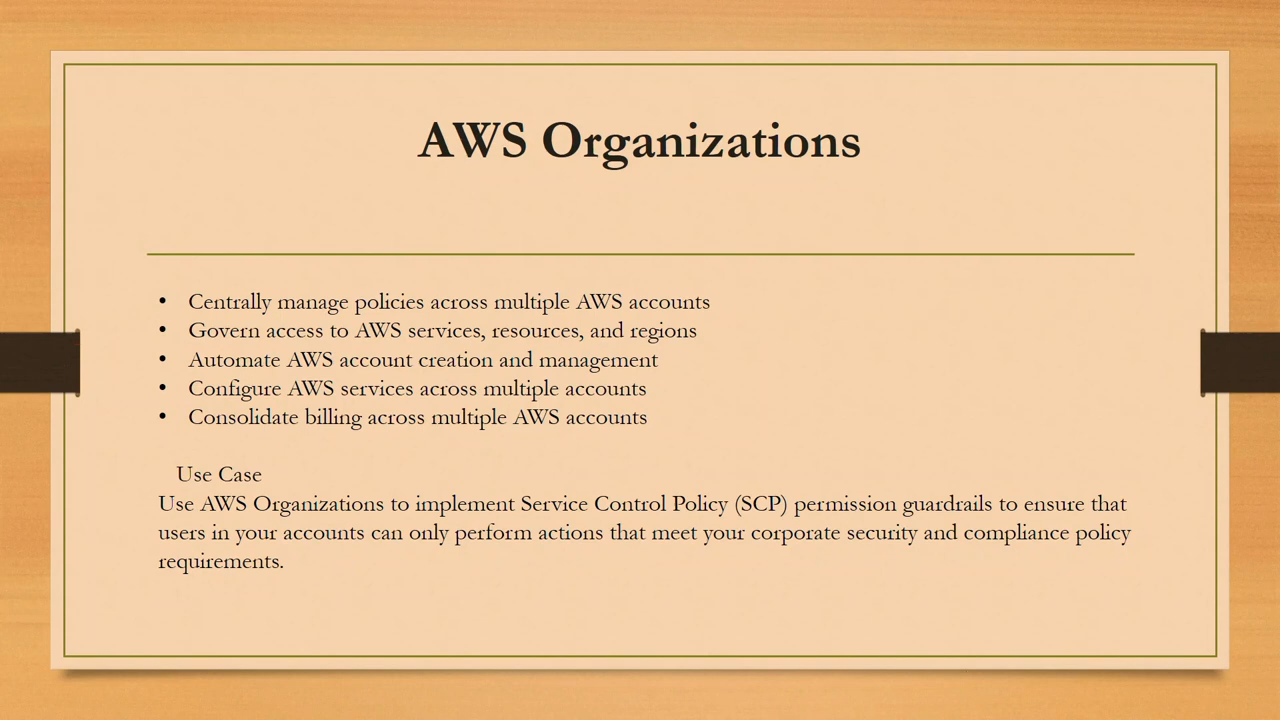 AWS Organizations
• Centrally manage policies across multiple AWS accounts
• Govern access to AWS services, resources, and regions
• Automate AWS account creation and management
• Configure AWS services across multiple accounts
• Consolidate billing across multiple AWS accounts
Use Case
Use AWS Organizations to implement Service Control Policy (SCP) permission guardrails to ensure that
users in your accounts can only perform actions that meet your corporate security and compliance policy
requirements.